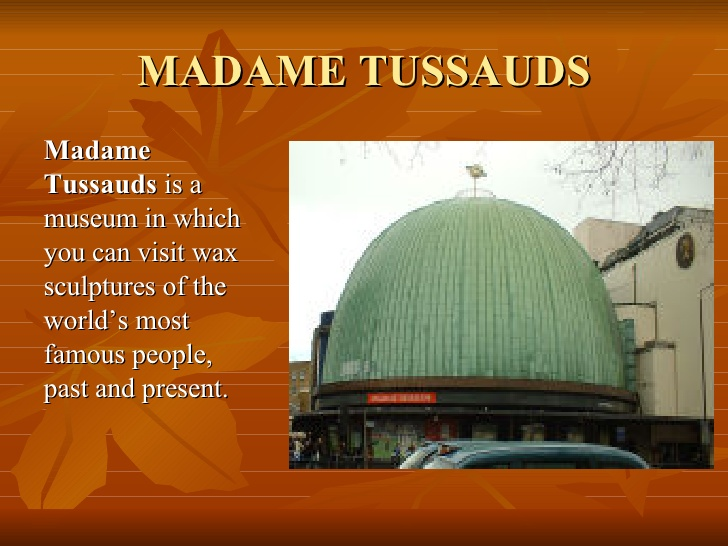 MADAME TUSSAUDS
Madame
Tussauds is a
museum in which
you can visit wax
sculptures of the
world’s most
famous people,
past and present.